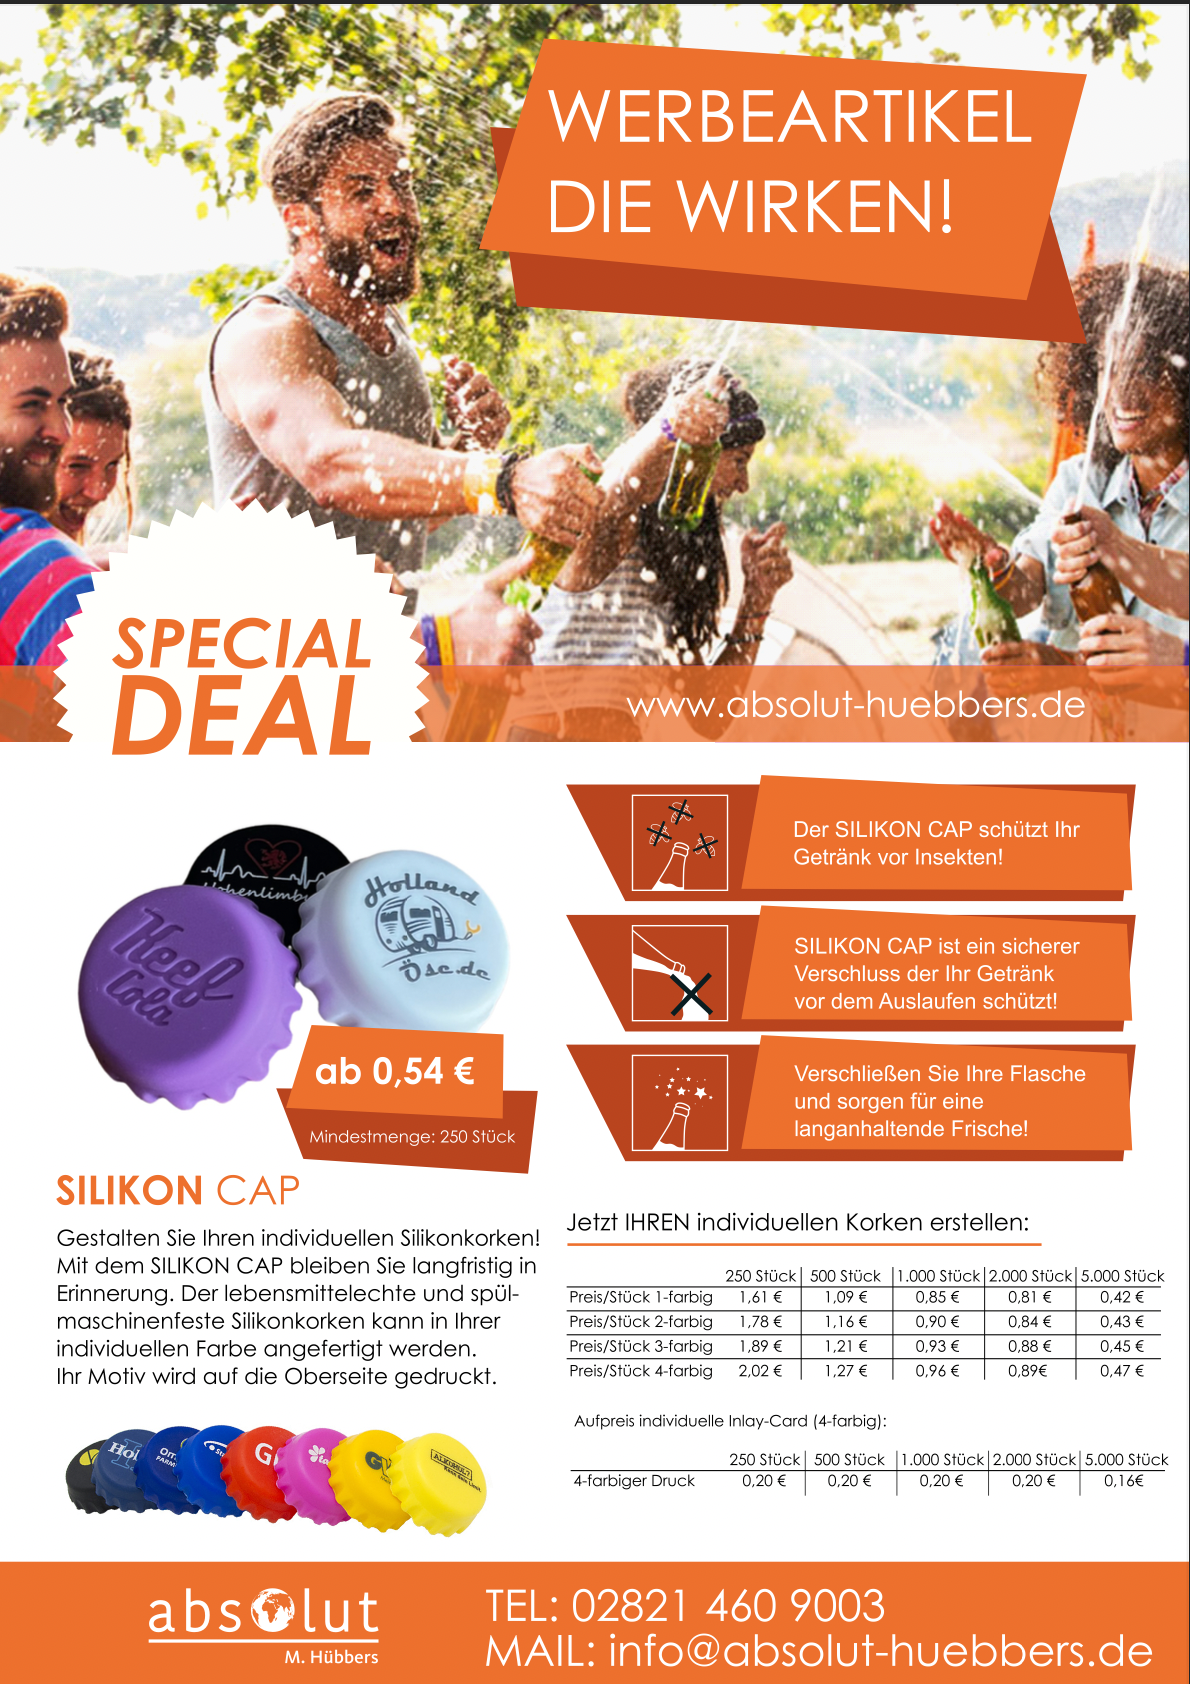 WERBEARTIKEL
DIE WIRKEN!
SPECIAL
DEAL
www.absolut-huebbers.de
Der SILIKON CAP schützt Ihr
Getränk vor Insekten!
SILIKON CAP ist ein sicherer
Verschluss der Ihr Getränk
vor dem Auslaufen schützt!
Verschließen Sie Ihre Flasche
und sorgen für eine
langanhaltende Frische!
Holland
Öse.de
Keef
Cola
ab 0,54 €
Mindestmenge: 250 Stück
SILIKON CAP
Gestalten Sie Ihren individuellen Silikonkorken!
Mit dem SILIKON CAP bleiben Sie langfristig in
Erinnerung. Der lebensmittelechte und spül-
maschinenfeste Silikonkorken kann in Ihrer
individuellen Farbe angefertigt werden.
Ihr Motiv wird auf die Oberseite gedruckt.
Jetzt IHREN individuellen Korken erstellen:
250 Stück 500 Stück 1.000 Stück 2.000 Stück 5.000 Stück
Preis/Stück 1-farbig 1,61 € 1,09 € 0,85 € 0,81 € 0,42 €
Preis/Stück 2-farbig 1,78 € 1,16 € 0,90 € 0,84 € 0,43 €
Preis/Stück 3-farbig 1,89 € 1,21 € 0,93 € 0,88 € 0,45 €
Preis/Stück 4-farbig 2,02 € 1,27 € 0,96 € 0,89€ 0,47 €
Aufpreis individuelle Inlay-Card (4-farbig):
250 Stück 500 Stück 1.000 Stück 2.000 Stück 5.000 Stück
4-farbiger Druck 0,20 € 0,20 € 0,20 € 0,20 € 0,16€
absolut
M. Hübbers
TEL: 02821 460 9003
MAIL: info@absolut-huebbers.de